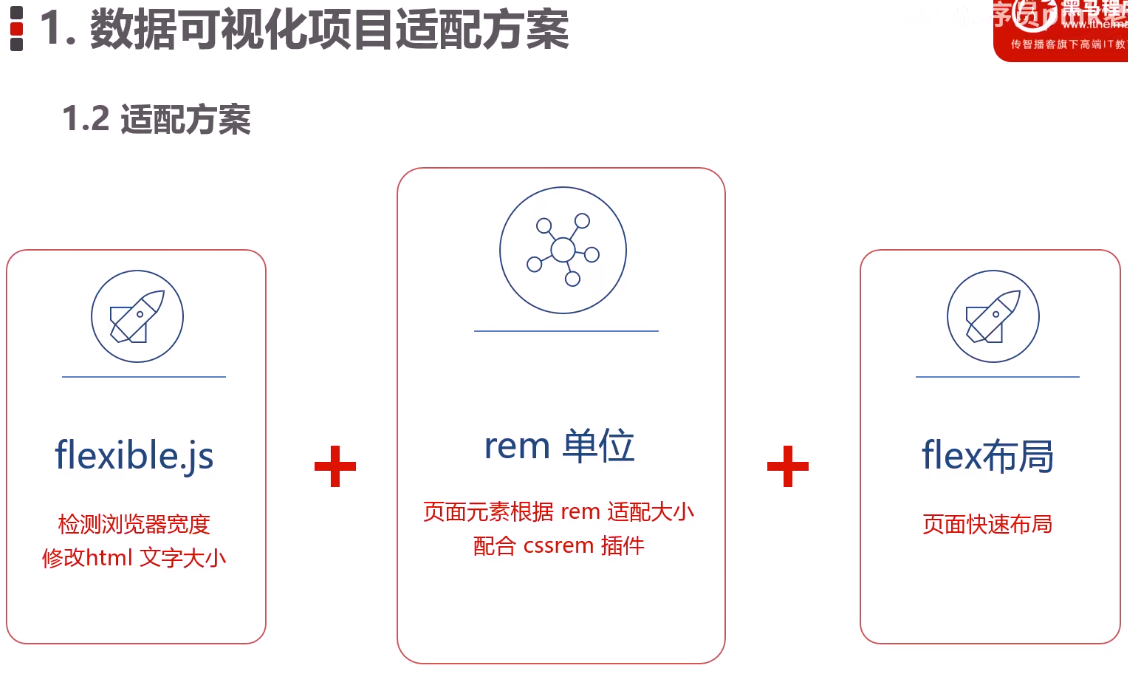 1. 数据可视化项目适配方案
1.2 适配方案
flexible.js
检测浏览器宽度
修改html 文字大小
rem 单位
页面元素根据 rem 适配大小
配合 cssrem 插件
flex布局
页面快速布局
传智播客旗下高端IT教